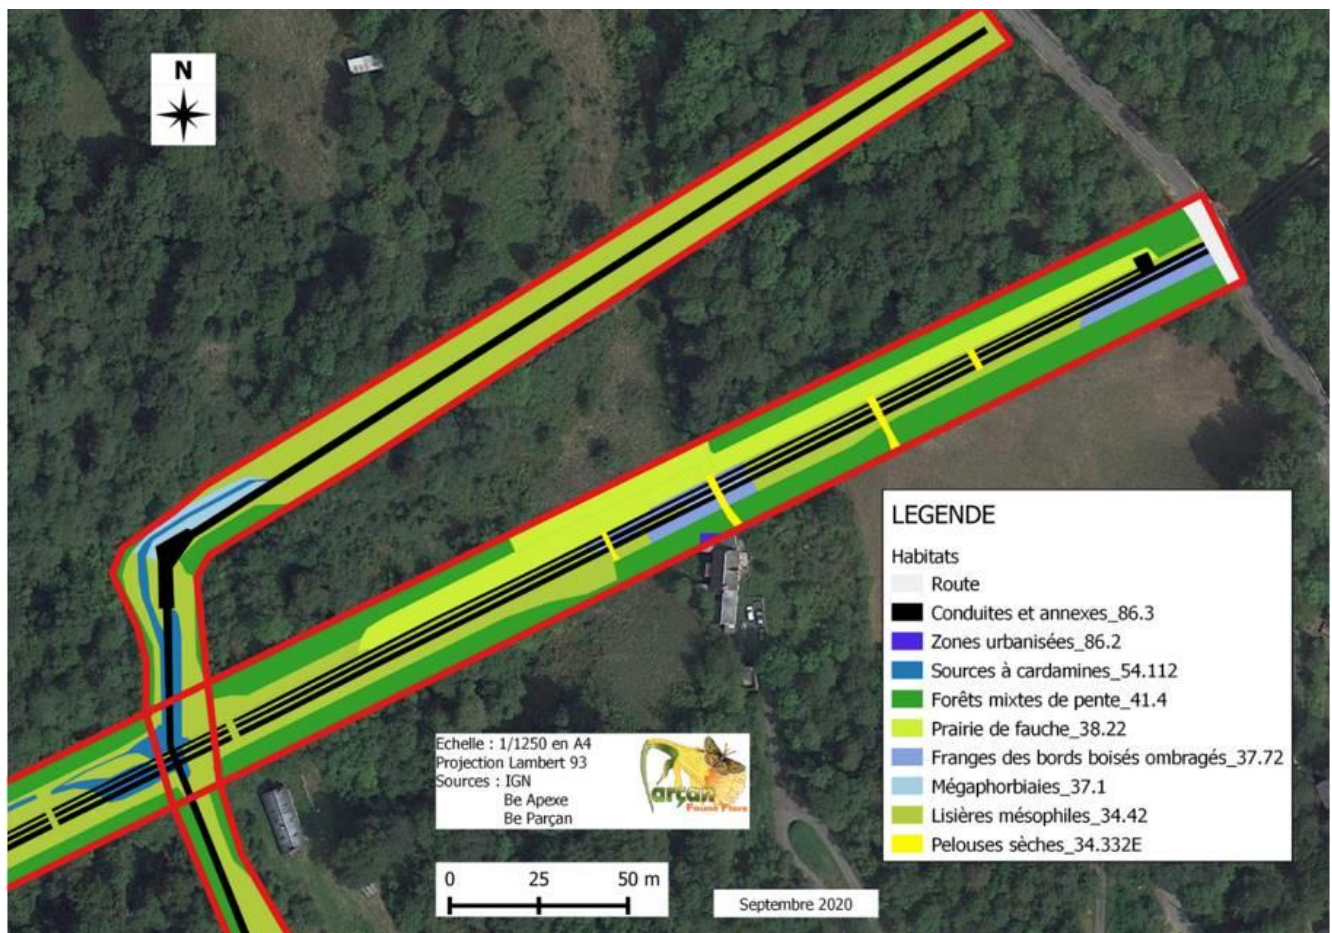 N
LEGENDE
Habitats
Route
Conduites et annexes_86.3
Zones urbanisées_86.2
Sources à cardamines_54.112
Forêts mixtes de pente_41.4
Prairie de fauche_38.22
Franges des bords boisés ombragés_37.72
Mégaphorbiaies_37.1
Lisières mésophiles_34.42
Pelouses sèches_34.332E
Echelle : 1/1250 en A4
Projection Lambert 93
Sources : IGN
Be Apexe
Be Parçan
Parçan
Faune Flore
0 25 50 m
Septembre 2020